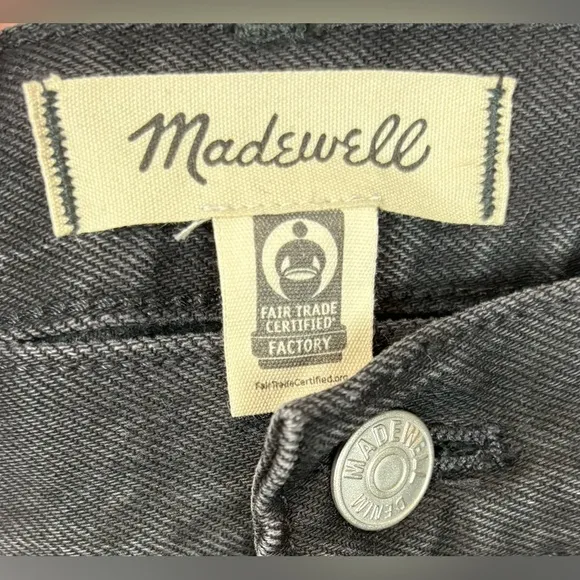 Madewell
FAIR TRADE
CERTIFIED
FACTORY
FairTradeCertified.org
MADEWELL
DENIM